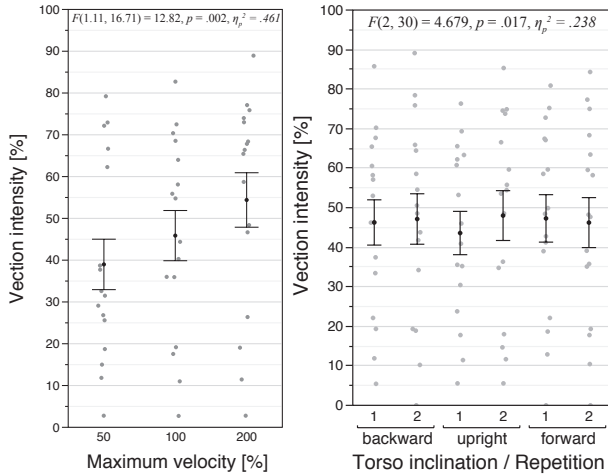 F(1.11, 16.71) = 12.82, p = .002, ηp² = .461
100
90
80
70
60
50
40
30
20
10
0
Vection intensity [%]
50 100 200
Maximum velocity [%]
F(2, 30) = 4.679, p = .017, ηp² = .238
100
90
80
70
60
50
40
30
20
10
0
Vection intensity [%]
1 2 1 2 1 2
backward upright forward
Torso inclination / Repetition